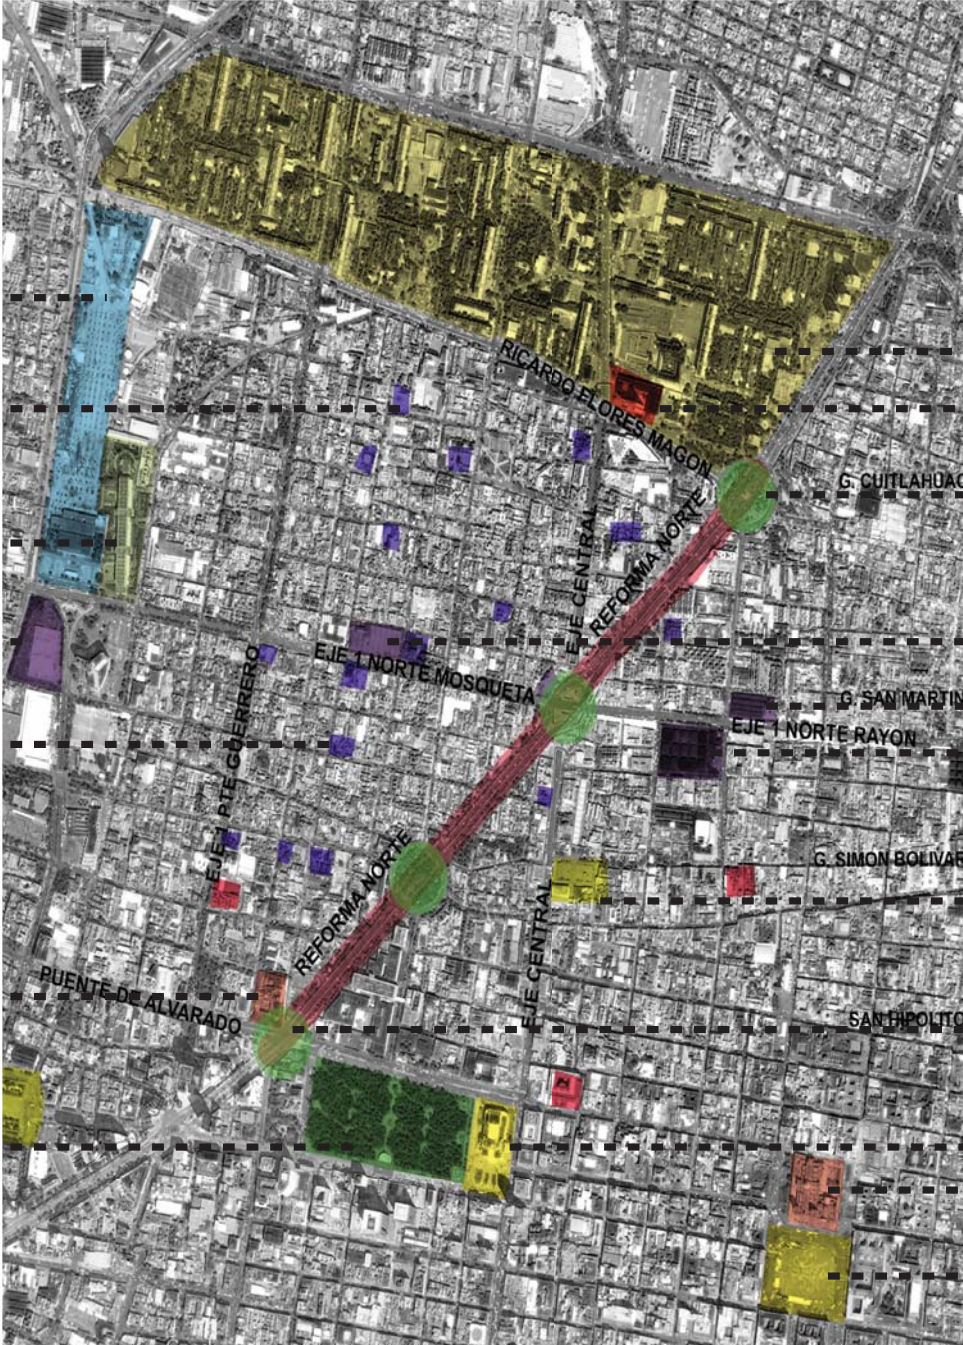 RICARDO FLORES MAGON
G. CUITLAHUAC
REFORMA NORTE
EJE CENTRAL
EJE 1 NORTE MOSQUETA
EJE 1 PTE GUERRERO
G. SAN MARTIN
EJE 1 NORTE RAYON
G. SIMON BOLIVAR
REFORMA NORTE
EJE CENTRAL
PUENTE DE ALVARADO
SAN HIPOLITO